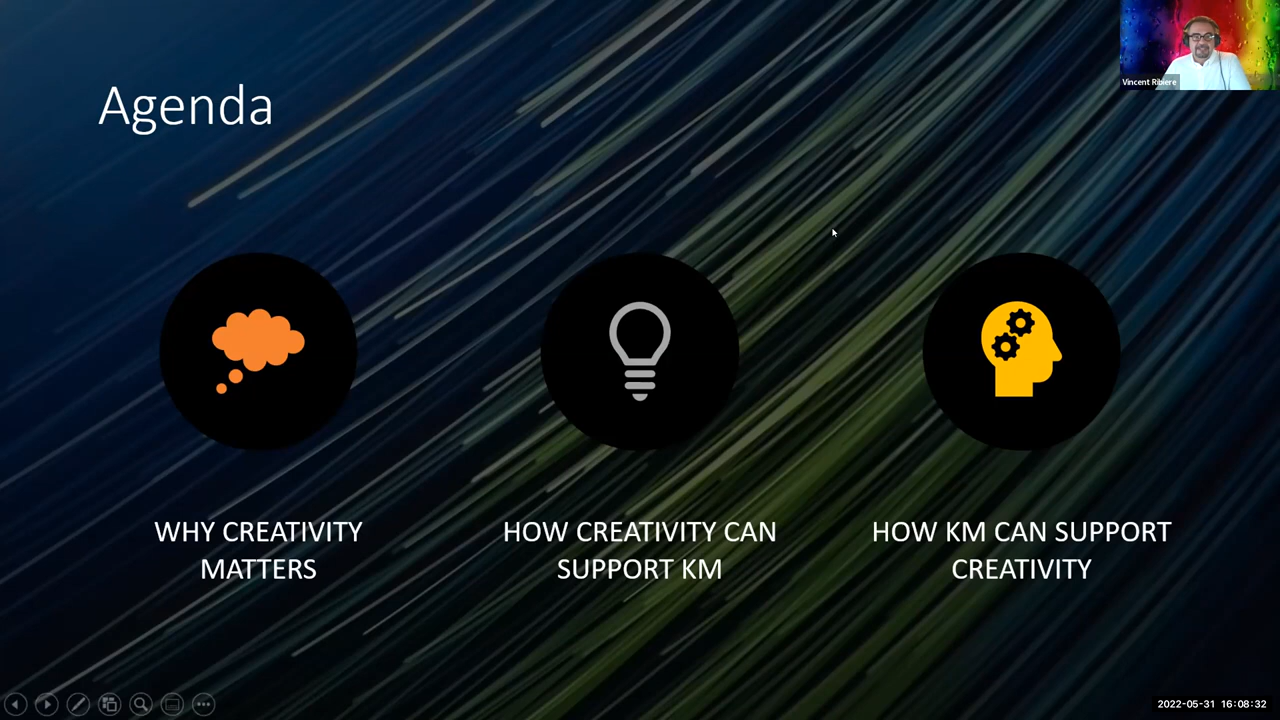 Vincent Ribiere
Agenda
WHY CREATIVITY
MATTERS
HOW CREATIVITY CAN
SUPPORT KM
HOW KM CAN SUPPORT
CREATIVITY
2022-05-31 16:08:32